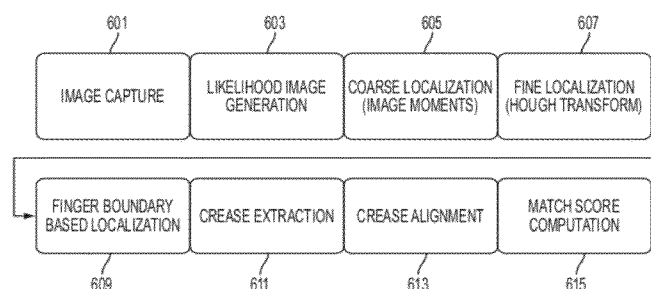 601 603 605 607
IMAGE CAPTURE
LIKELIHOOD IMAGE
GENERATION
COARSE LOCALIZATION
(IMAGE MOMENTS)
FINE LOCALIZATION
(HOUGH TRANSFORM)
FINGER BOUNDARY
BASED LOCALIZATION
CREASE EXTRACTION
CREASE ALIGNMENT
MATCH SCORE
COMPUTATION
609 611 613 615